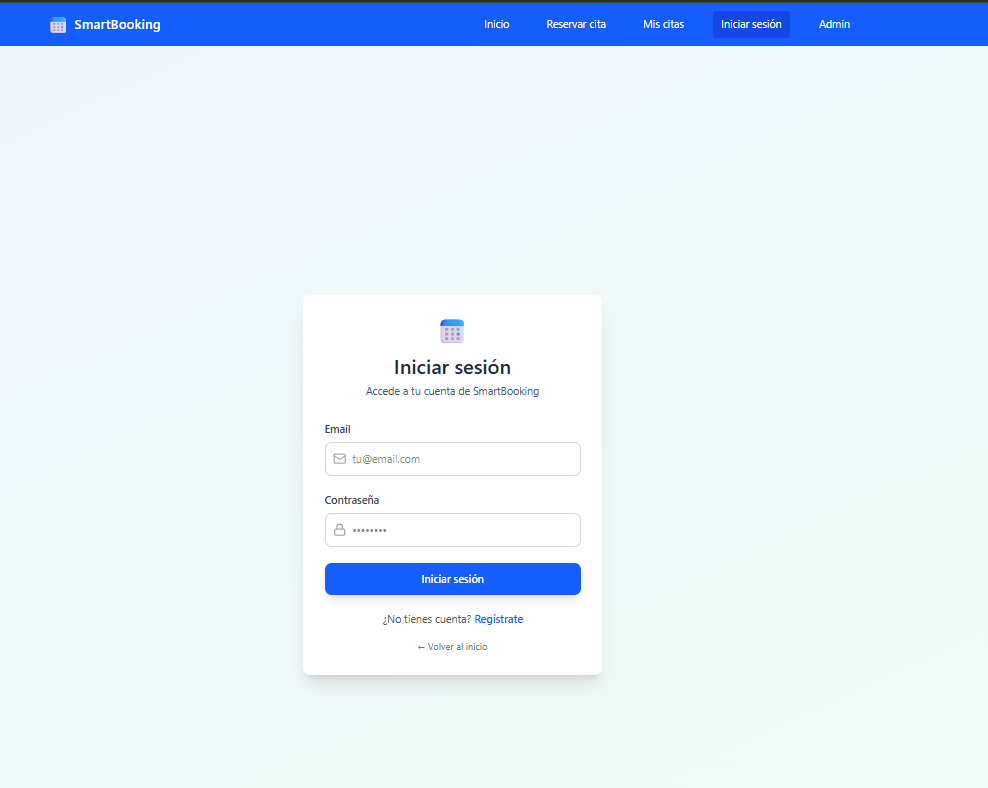 SmartBooking
Inicio Reservar cita Mis citas Iniciar sesión Admin
Iniciar sesión
Accede a tu cuenta de SmartBooking
Email
tu@email.com
Contraseña
••••••••
Iniciar sesión
¿No tienes cuenta? Regístrate
← Volver al inicio